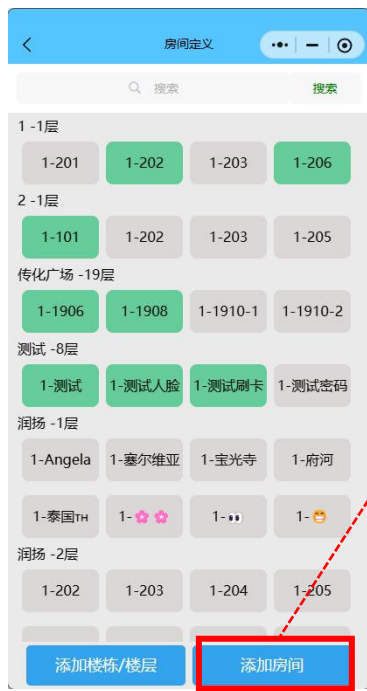 房间定义
搜索 搜索
1 -1层
1-201 1-202 1-203 1-206
2 -1层
1-101 1-202 1-203 1-205
传化广场 -19层
1-1906 1-1908 1-1910-1 1-1910-2
测试 -8层
1-测试 1-测试人脸 1-测试刷卡 1-测试密码
润扬 -1层
1-Angela 1-塞尔维亚 1-宝光寺 1-府河
1-泰国TH 1-🌸🌸 1-👀 1-😁
润扬 -2层
1-202 1-203 1-204 1-205
添加楼栋/楼层 添加房间